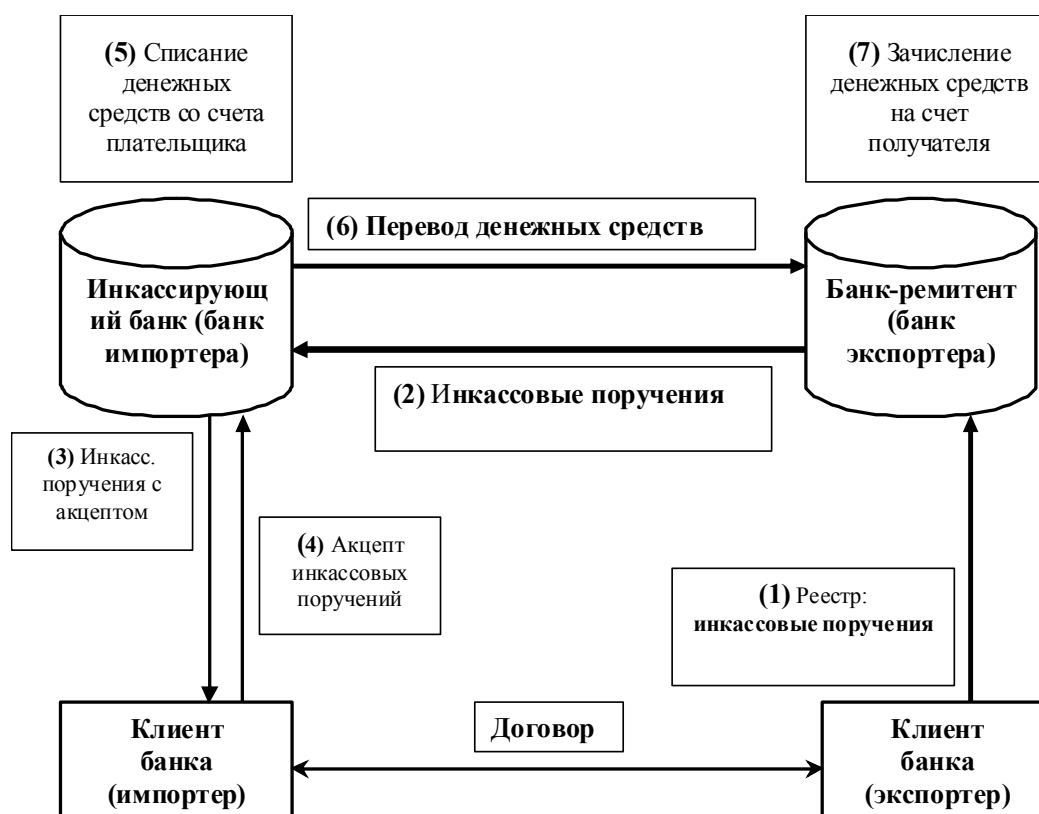 (5) Списание
денежных
средств со счета
плательщика
(7) Зачисление
денежных средств
на счет
получателя
(6) Перевод денежных средств
Инкассирующ
ий банк (банк
импортера)
Банк-ремитент
(банк
экспортера)
(2) Инкассовые поручения
(3) Инкасс.
поручения с
акцептом
(4) Акцепт
инкассовых
поручений
(1) Реестр:
инкассовые поручения
Клиент
банка
(импортер)
Договор
Клиент
банка
(экспортер)